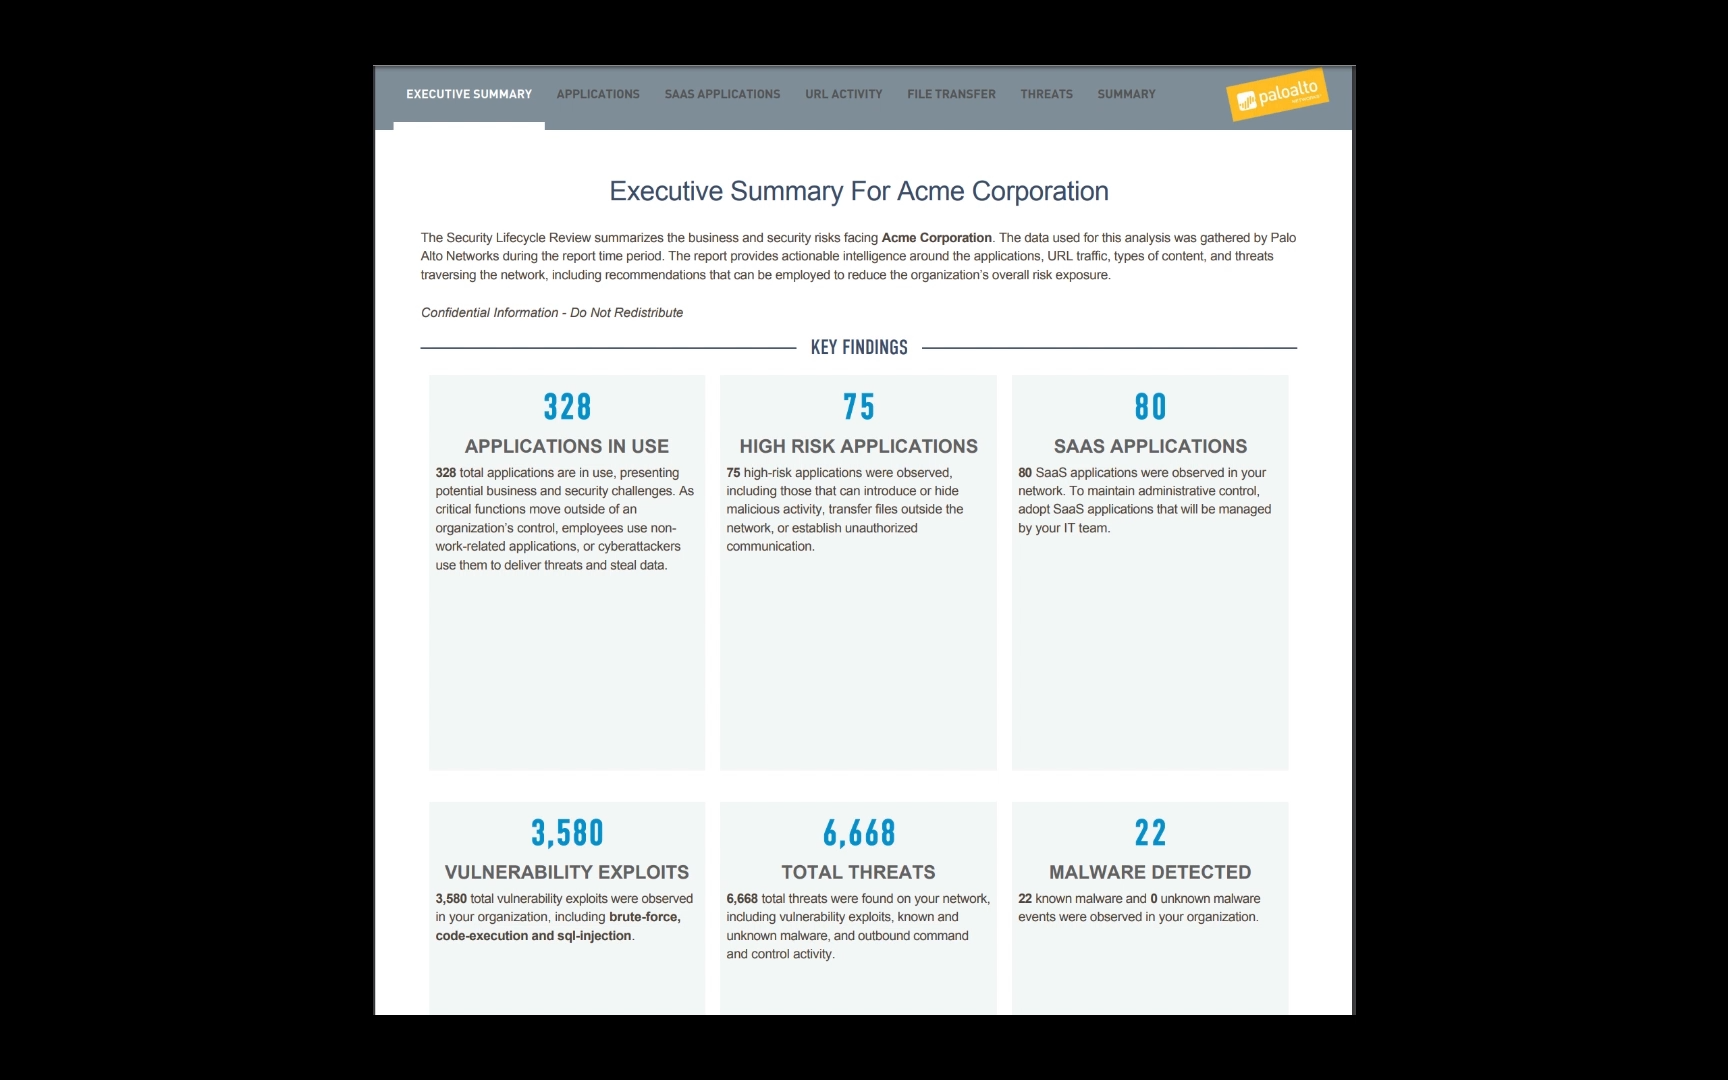 EXECUTIVE SUMMARY APPLICATIONS SAAS APPLICATIONS URL ACTIVITY FILE TRANSFER THREATS SUMMARY
paloalto
Executive Summary For Acme Corporation
The Security Lifecycle Review summarizes the business and security risks facing Acme Corporation. The data used for this analysis was gathered by Palo
Alto Networks during the report time period. The report provides actionable intelligence around the applications, URL traffic, types of content, and threats
traversing the network, including recommendations that can be employed to reduce the organization's overall risk exposure.
Confidential Information - Do Not Redistribute
KEY FINDINGS
328
APPLICATIONS IN USE
328 total applications are in use, presenting
potential business and security challenges. As
critical functions move outside of an
organization's control, employees use non-
work-related applications, or cyberattackers
use them to deliver threats and steal data.
75
HIGH RISK APPLICATIONS
75 high-risk applications were observed,
including those that can introduce or hide
malicious activity, transfer files outside the
network, or establish unauthorized
communication.
80
SAAS APPLICATIONS
80 SaaS applications were observed in your
network. To maintain administrative control,
adopt SaaS applications that will be managed
by your IT team.
3,580
VULNERABILITY EXPLOITS
3,580 total vulnerability exploits were observed
in your organization, including brute-force,
code-execution and sql-injection.
6,668
TOTAL THREATS
6,668 total threats were found on your network,
including vulnerability exploits, known and
unknown malware, and outbound command
and control activity.
22
MALWARE DETECTED
22 known malware and 0 unknown malware
events were observed in your organization.